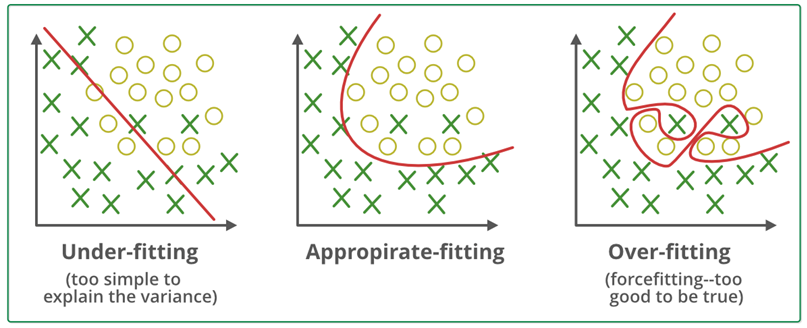 Under-fitting
(too simple to
explain the variance)
Appropirate-fitting
Over-fitting
(forcefitting--too
good to be true)